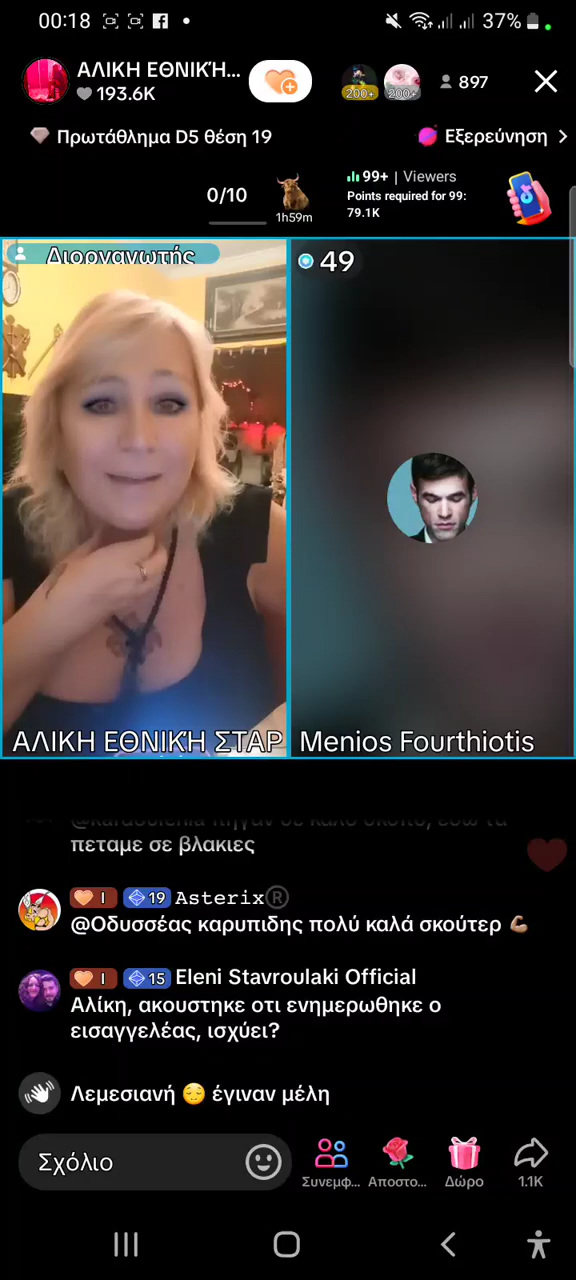 00:18
37%
ΑΛΙΚΗ ΕΘΝΙΚΉ...
193.6K
200+
200+
897
Πρωτάθλημα D5 θέση 19
Εξερεύνηση
0/10
1h59m
99+ | Viewers
Points required for 99:
79.1K
Διοργανωτής
49
ΑΛΙΚΗ ΕΘΝΙΚΉ ΣΤΑΡ
Menios Fourthiotis
πεταμε σε βλακιες
I 19 Asterix®
@Οδυσσέας καρυπιδης πολύ καλά σκούτερ
I 15 Eleni Stavroulaki Official
Αλίκη, ακουστηκε οτι ενημερωθηκε ο
εισαγγελέας, ισχύει?
Λεμεσιανή 😌 έγιναν μέλη
Σχόλιο
Συνεμφ...
Αποστο...
Δώρο
1.1K